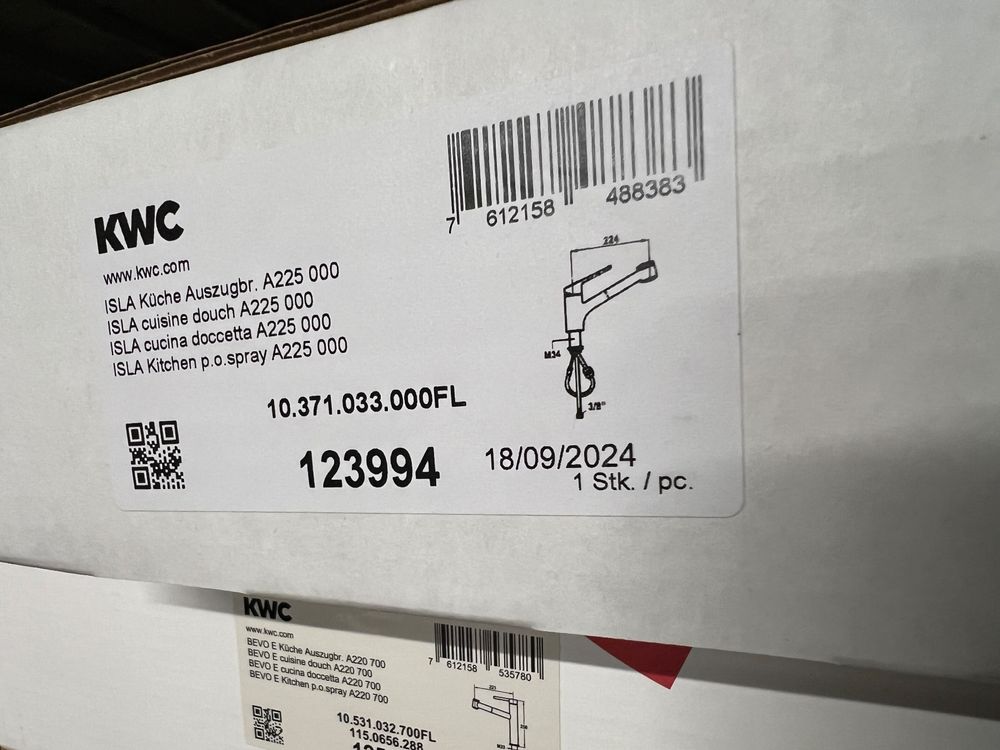 7 612158 488383
KWC
www.kwc.com
ISLA Küche Auszugbr. A225 000
ISLA cuisine douch A225 000
ISLA cucina doccetta A225 000
ISLA Kitchen p.o.spray A225 000
224
M34
3/8"
10.371.033.000FL
123994
18/09/2024
1 Stk. / pc.
KWC
www.kwc.com
BEVO E Küche Auszugbr. A220 700
BEVO E cuisine douch A220 700
BEVO E cucina doccetta A220 700
BEVO E Kitchen p.o.spray A220 700
7 612158 535780
221
10.531.032.700FL
115.0656.288